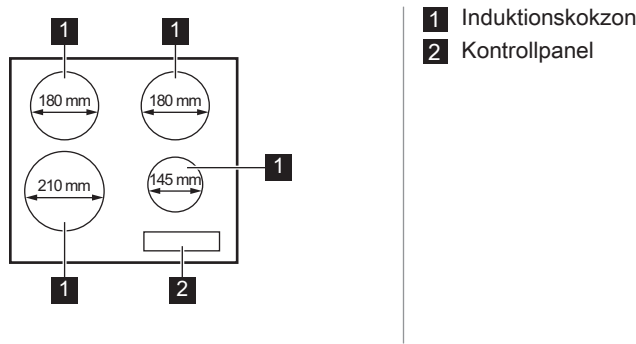 1 1
180 mm 180 mm
210 mm 145 mm 1
1 2
1 Induktionskokzon
2 Kontrollpanel